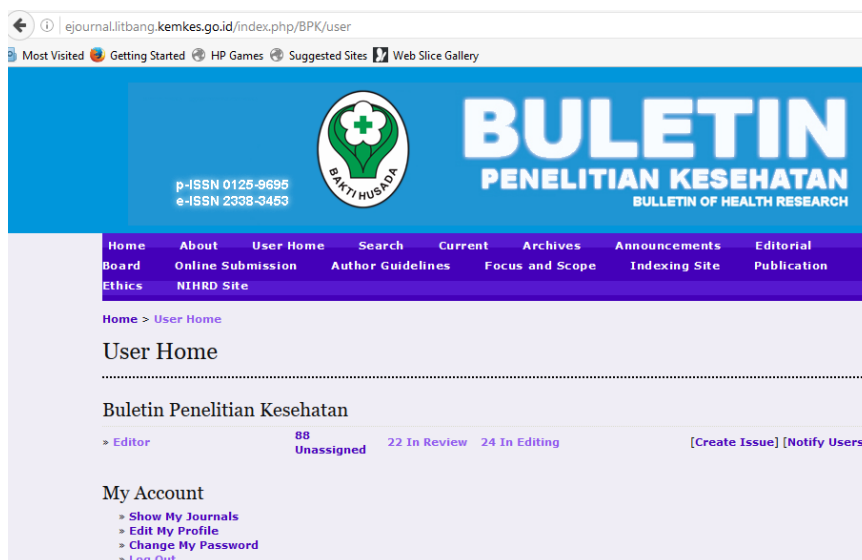 ejournal.litbang.kemkes.go.id/index.php/BPK/user
Most Visited Getting Started HP Games Suggested Sites Web Slice Gallery
BULETIN
PENELITIAN KESEHATAN
BULLETIN OF HEALTH RESEARCH
BAKTI HUSADA
p-ISSN 0125-9695
e-ISSN 2338-3453
Home About User Home Search Current Archives Announcements Editorial
Board Online Submission Author Guidelines Focus and Scope Indexing Site Publication
Ethics NIHRD Site
Home > User Home
User Home
Buletin Penelitian Kesehatan
» Editor 88 Unassigned 22 In Review 24 In Editing [Create Issue] [Notify Users
My Account
» Show My Journals
» Edit My Profile
» Change My Password
» Log Out